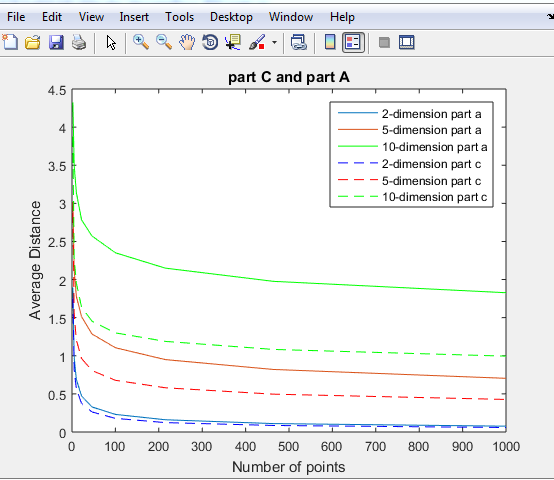 File Edit View Insert Tools Desktop Window Help
part C and part A
4.5
4
3.5
3
2.5
2
1.5
1
0.5
0
Average Distance
2-dimension part a
5-dimension part a
10-dimension part a
2-dimension part c
5-dimension part c
10-dimension part c
0 100 200 300 400 500 600 700 800 900 1000
Number of points